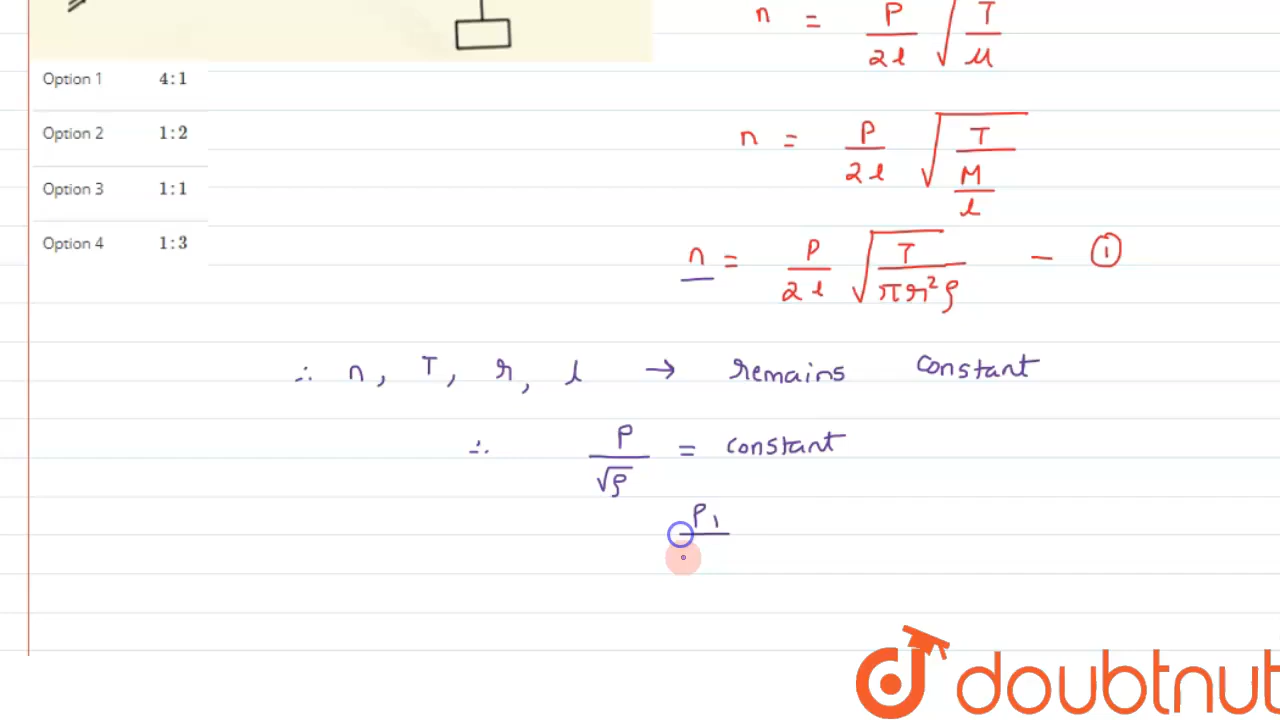 n = P / 2l √ T / μ
Option 1 4:1
n = P / 2l √ T / M / l
Option 2 1:2
Option 3 1:1
Option 4 1:3
n = P / 2l √ T / πr²ρ — ①
∴ n, T, r, l → remains constant
∴ P / √ρ = constant
P₁
doubtnut